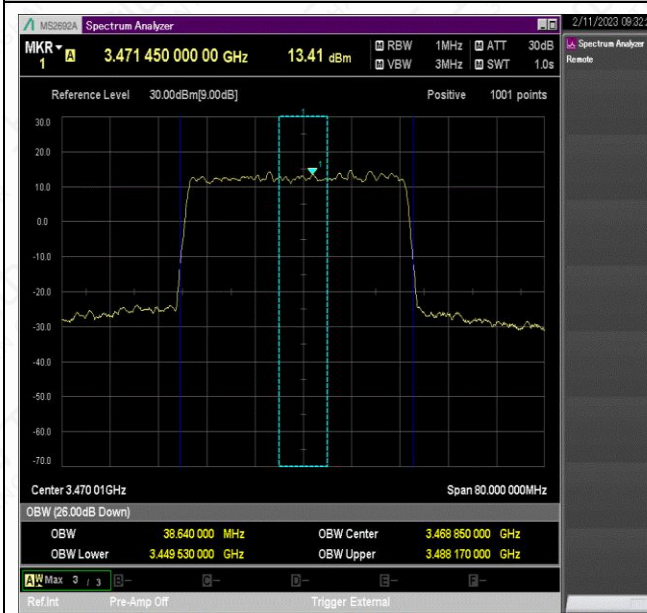 MS2692A Spectrum Analyzer
2/11/2023 09:32:
MKR A 3.471 450 000 00 GHz 13.41 dBm RBW 1MHz ATT 30dB
1 VBW 3MHz SWT 1.0s
Spectrum Analyzer
Remote
Reference Level 30.00dBm[9.00dB] Positive 1001 points
1
30.0
20.0
1
10.0
0.0
-10.0
-20.0
-30.0
-40.0
-50.0
-60.0
-70.0
Center 3.470 01GHz Span 80.000 000MHz
OBW (26.00dB Down)
OBW 38.640 000 MHz OBW Center 3.468 850 000 GHz
OBW Lower 3.449 530 000 GHz OBW Upper 3.488 170 000 GHz
A W Max 3 / 3 B- C- D- E- F-
Ref.Int Pre-Amp Off Trigger External